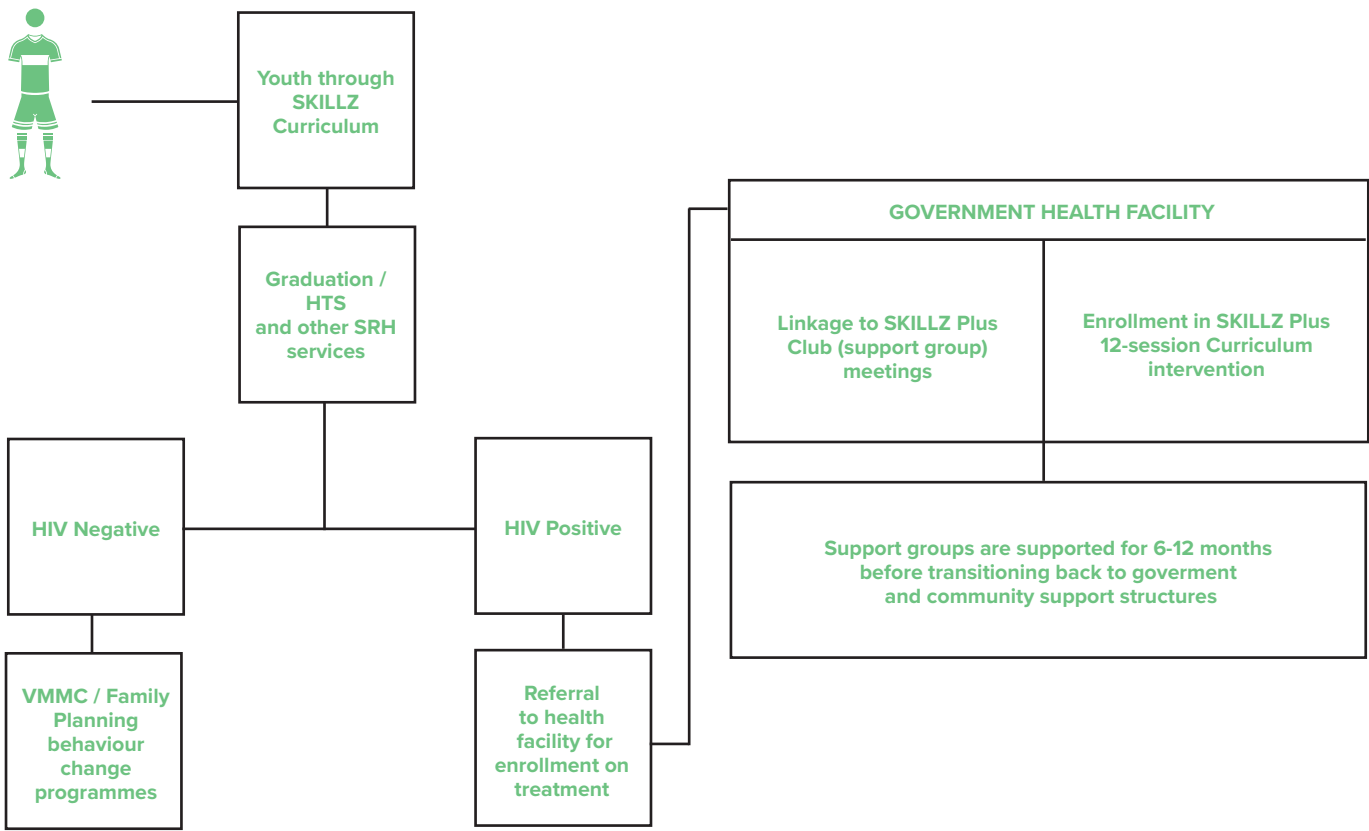 Youth through
SKILLZ
Curriculum
Graduation /
HTS
and other SRH
services
HIV Negative
HIV Positive
VMMC / Family
Planning
behaviour
change
programmes
Referral
to health
facility for
enrollment on
treatment
GOVERNMENT HEALTH FACILITY
Linkage to SKILLZ Plus
Club (support group)
meetings
Enrollment in SKILLZ Plus
12-session Curriculum
intervention
Support groups are supported for 6-12 months
before transitioning back to goverment
and community support structures